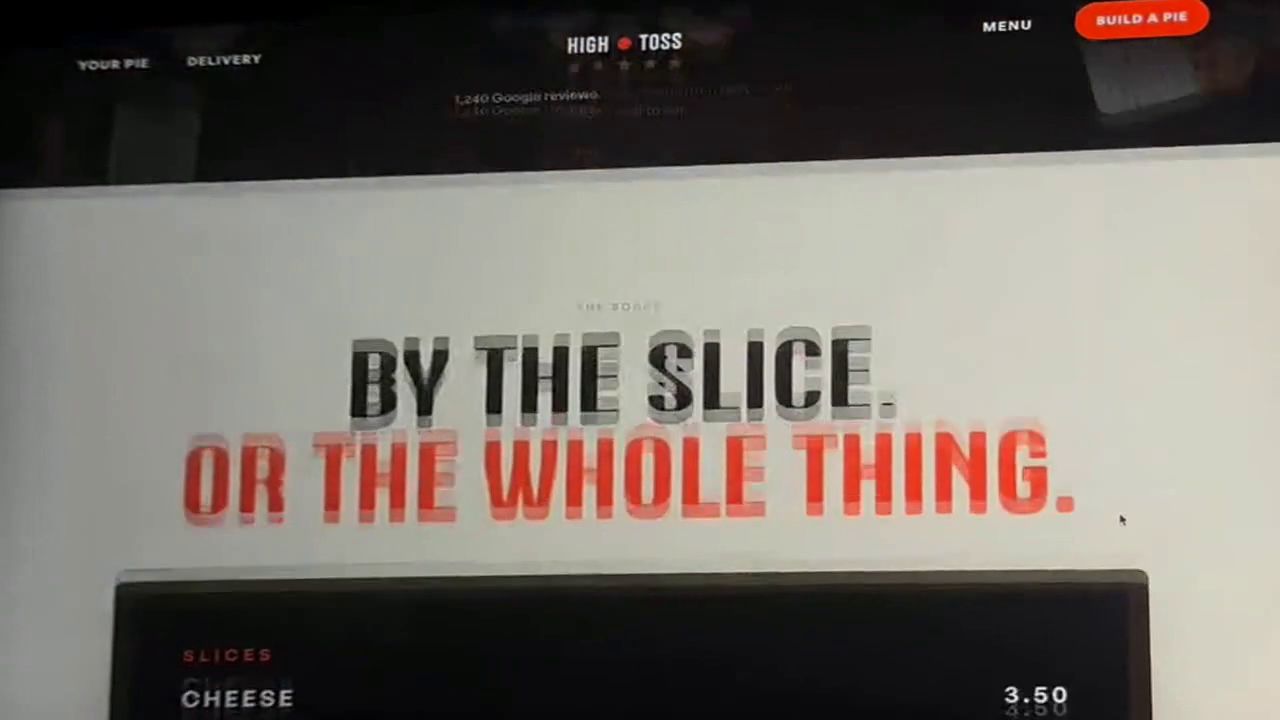 YOUR PIE
DELIVERY
HIGH TOSS
MENU
BUILD A PIE
1,240 Google reviews.
BY THE SLICE.
OR THE WHOLE THING.
SLICES
CHEESE 3.50